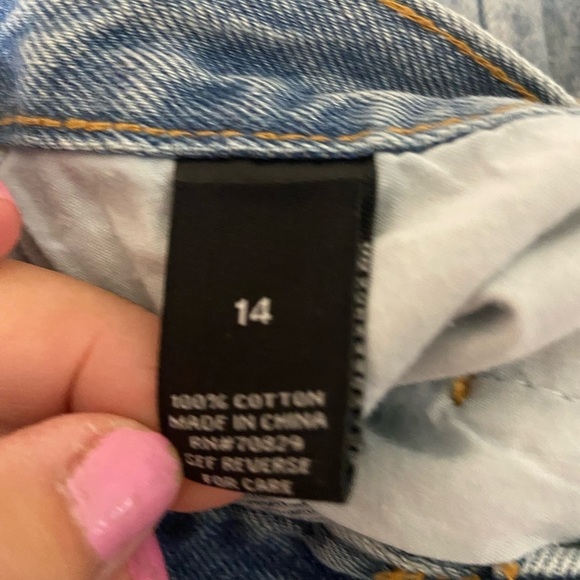 14
100% COTTON
MADE IN CHINA
RN#70829
SEE REVERSE
FOR CARE